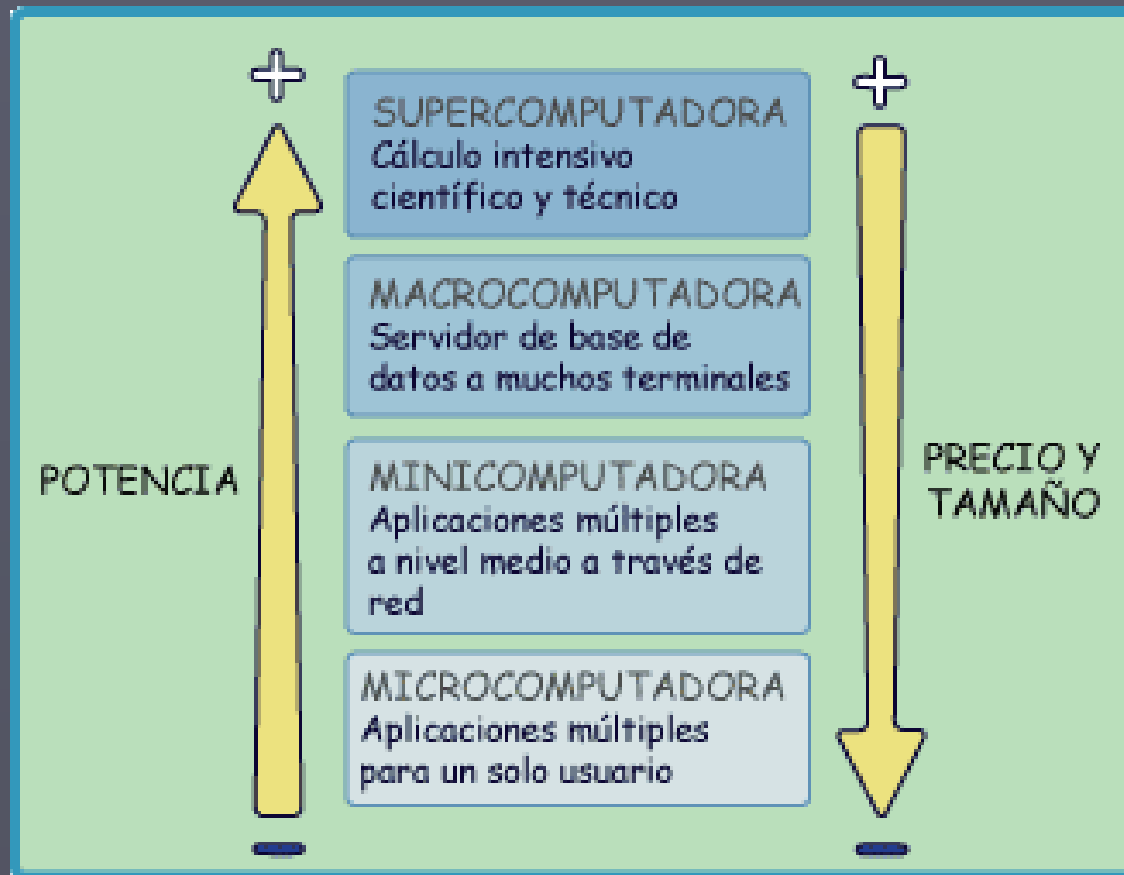 +
+
SUPERCOMPUTADORA
Cálculo intensivo
científico y técnico
MACROCOMPUTADORA
Servidor de base de
datos a muchos terminales
POTENCIA
MINICOMPUTADORA
Aplicaciones múltiples
a nivel medio a través de
red
PRECIO Y
TAMAÑO
MICROCOMPUTADORA
Aplicaciones múltiples
para un solo usuario
-
-